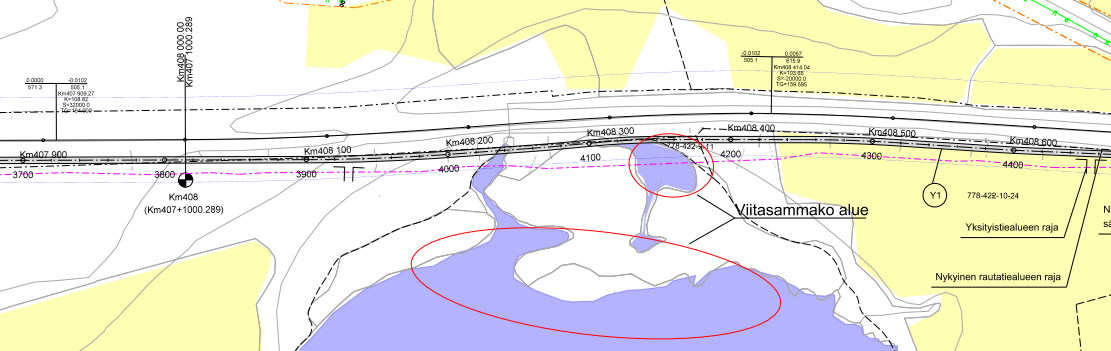 Km408 000.00
Km407 1000.289
0.0000 -0.0102
571.3 505.1
Km407 909.27
K=108.82
S=32000.0
-0.0102 0.0057
505.1 615.9
Km408 414.04
K=103.65
S=-20000.0
TG=159.595
Km407 900
Km408 100
Km408 200
Km408 300
Km408 400
Km408 500
Km408 600
3700
3800
3900
4000
4100
4200
4300
4400
Km408
(Km407+1000.289)
Viitasammako alue
Y1
778-422-10-24
Yksityistiealueen raja
Nykyinen rautatiealueen raja